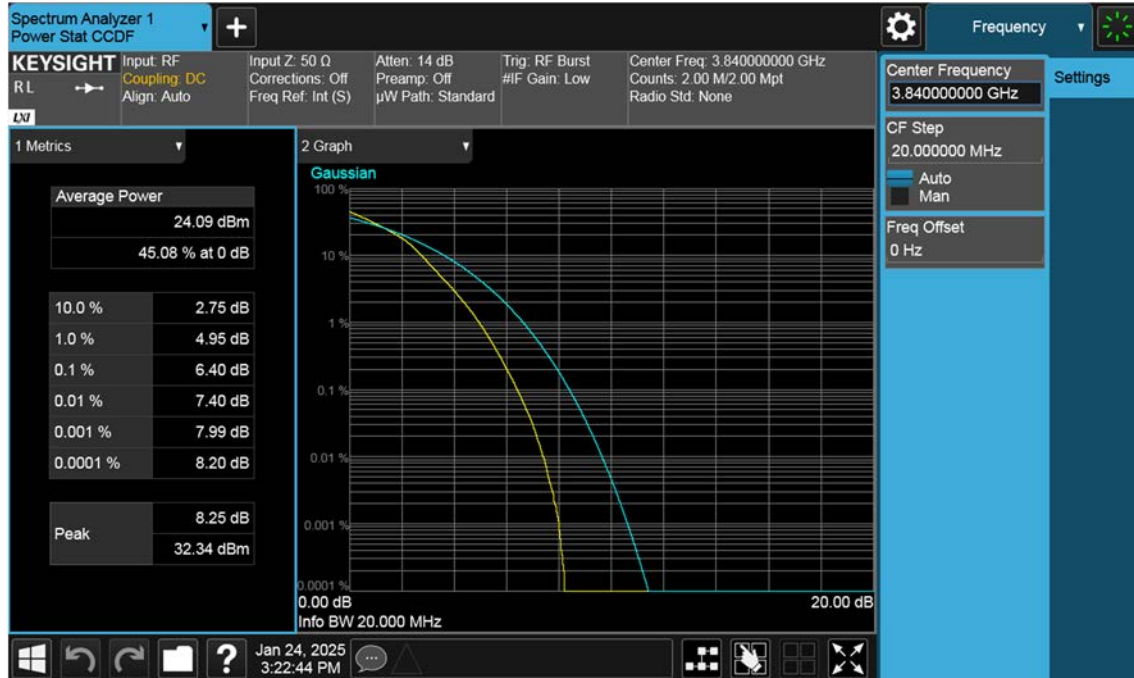 Spectrum Analyzer 1
Power Stat CCDF
Frequency
KEYSIGHT
R L
LXI
Input: RF
Coupling: DC
Align: Auto
Input Z: 50 Ω
Corrections: Off
Freq Ref: Int (S)
Atten: 14 dB
Preamp: Off
µW Path: Standard
Trig: RF Burst
#IF Gain: Low
Center Freq: 3.840000000 GHz
Counts: 2.00 M/2.00 Mpt
Radio Std: None
Center Frequency
3.840000000 GHz
Settings
CF Step
20.000000 MHz
Auto
Man
Freq Offset
0 Hz
1 Metrics
Average Power
24.09 dBm
45.08 % at 0 dB
10.0 % 2.75 dB
1.0 % 4.95 dB
0.1 % 6.40 dB
0.01 % 7.40 dB
0.001 % 7.99 dB
0.0001 % 8.20 dB
Peak
8.25 dB
32.34 dBm
2 Graph
Gaussian
100 %
10 %
1 %
0.1 %
0.01 %
0.001 %
0.0001 %
0.00 dB 20.00 dB
Info BW 20.000 MHz
?
Jan 24, 2025
3:22:44 PM